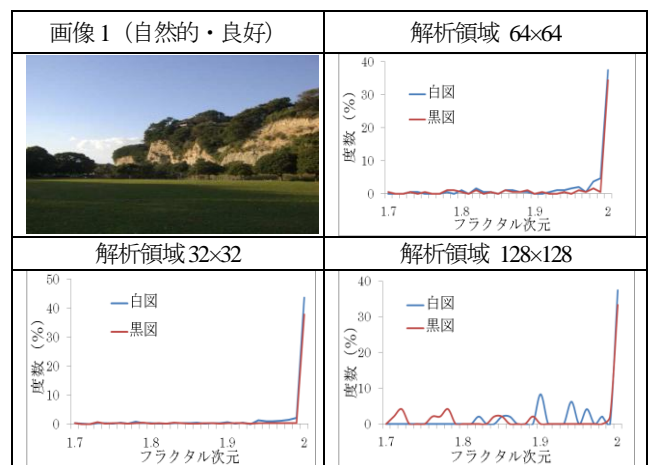 画像1（自然的・良好）
解析領域 64×64
40
30
20
10
0
度数（%）
白図
黒図
1.7 1.8 1.9 2
フラクタル次元
解析領域32×32
50
40
30
20
10
0
度数（%）
白図
黒図
1.7 1.8 1.9 2
フラクタル次元
解析領域 128×128
40
30
20
10
0
度数（%）
白図
黒図
1.7 1.8 1.9 2
フラクタル次元